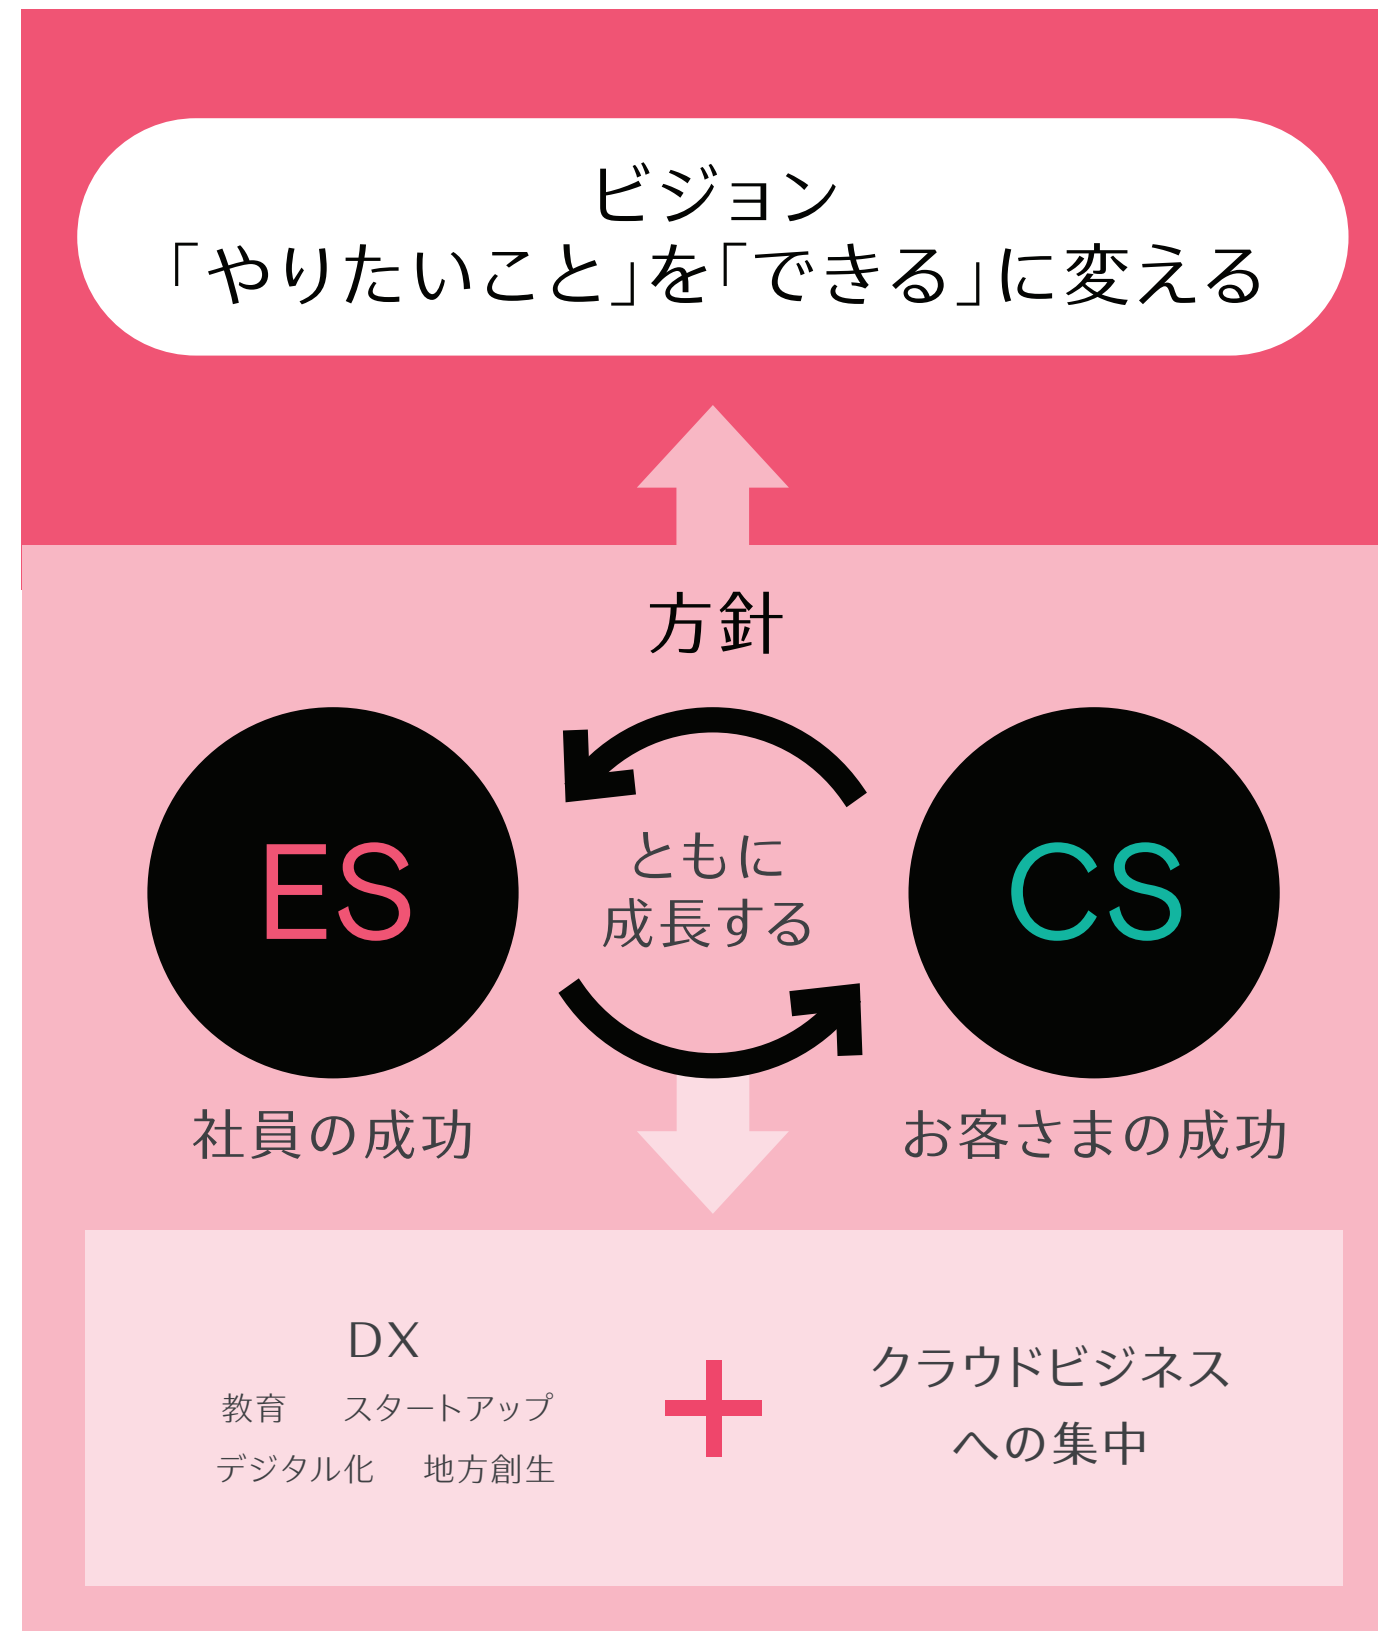 ビジョン
「やりたいこと」を「できる」に変える
方針
ES
ともに
成長する
CS
社員の成功
お客さまの成功
DX
教育 スタートアップ
デジタル化 地方創生
クラウドビジネス
への集中